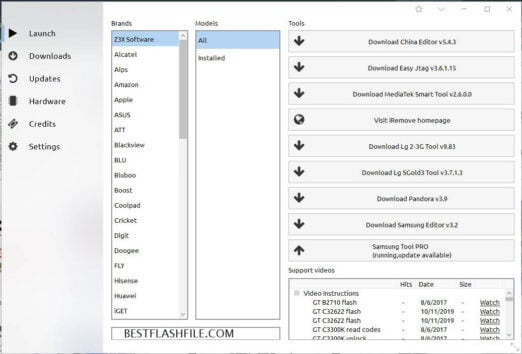 Launch
Downloads
Updates
Hardware
Credits
Settings
Brands
Z3X Software
Alcatel
Alps
Amazon
Apple
ASUS
ATT
Blackview
BLU
Bluboo
Boost
Coolpad
Cricket
Digit
Doogee
FLY
Hisense
Huawei
iGET
BESTFLASHFILE.COM
Models
All
Installed
Tools
Download China Editor v5.4.3
Download Easy Jtag v3.6.1.15
Download MediaTek Smart Tool v2.6.0.0
Visit iRemove homepage
Download Lg 2-3G Tool v9.83
Download Lg SGold3 Tool v3.7.1.3
Download Pandora v3.9
Download Samsung Editor v3.2
Samsung Tool PRO
(running,update available)
Support videos
Hits Date Size
Video Instructions
GT B2710 flash - 8/6/2017 - Watch
GT C32622 flash - 10/11/2019 - Watch
GT C32622 flash - 10/11/2019 - Watch
GT C3300K read codes - 8/6/2017 - Watch
GT C3300K unlock - 8/6/2017 - Watch